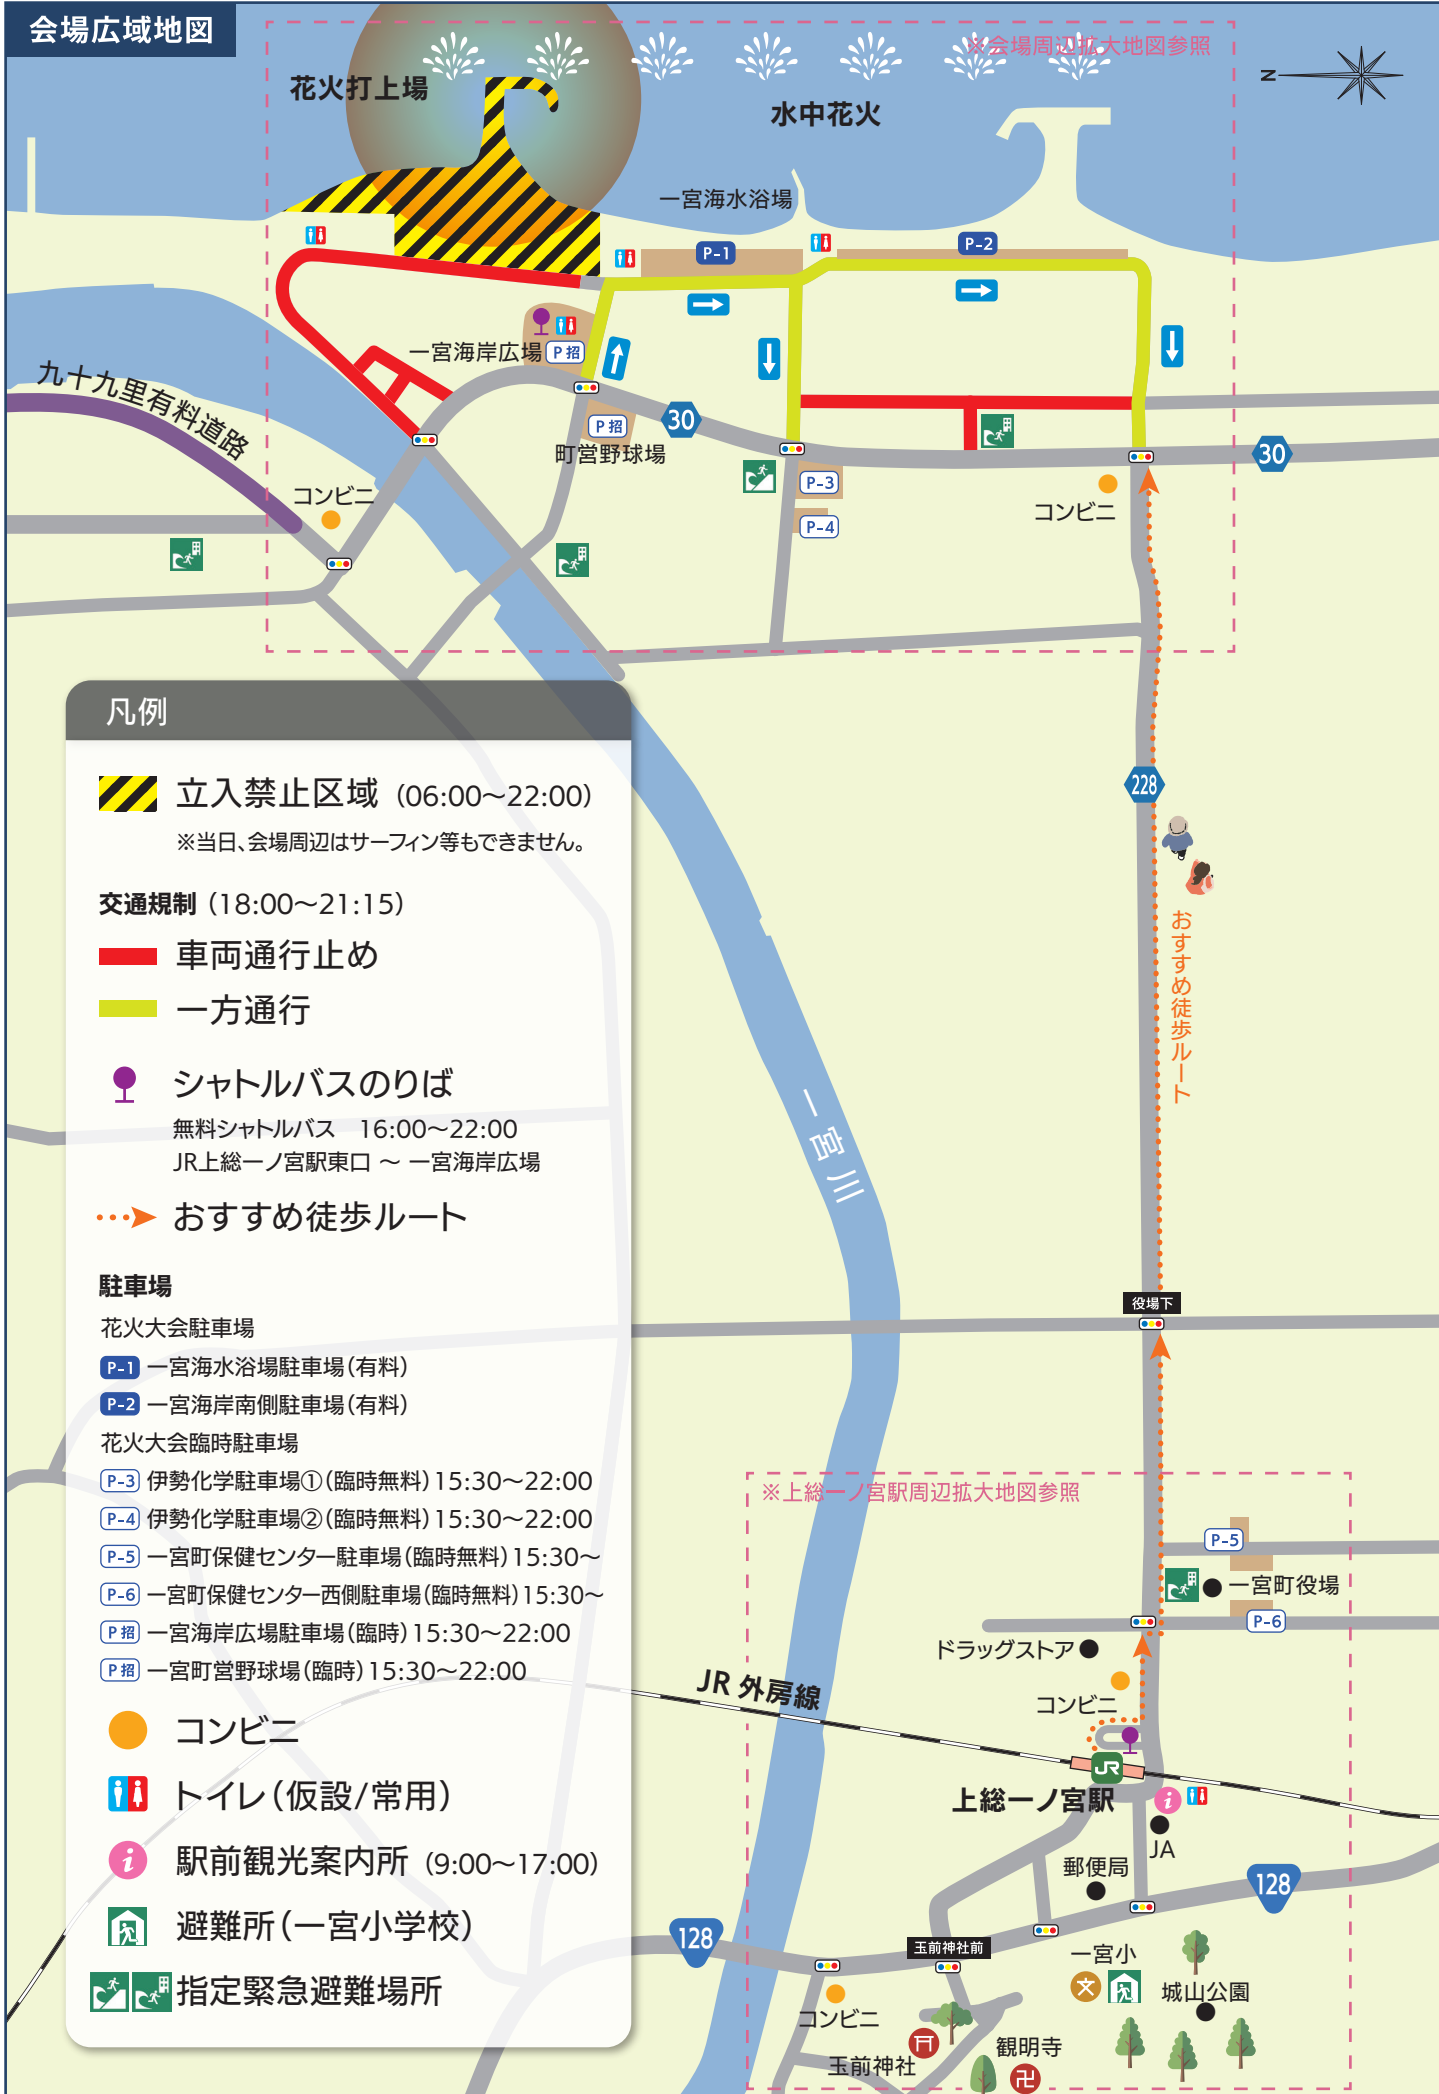 会場広域地図
※会場周辺拡大地図参照
花火打上場
水中花火
N
一宮海水浴場
P-1
P-2
一宮海岸広場
P招
九十九里有料道路
30
P招
町営野球場
30
コンビニ
P-3
P-4
コンビニ
228
おすすめ徒歩ルート
一宮川
役場下
凡例
立入禁止区域 (06:00〜22:00)
※当日、会場周辺はサーフィン等もできません。
交通規制 (18:00〜21:15)
車両通行止め
一方通行
シャトルバスのりば
無料シャトルバス 16:00〜22:00
JR上総一ノ宮駅東口 〜 一宮海岸広場
おすすめ徒歩ルート
駐車場
花火大会駐車場
P-1 一宮海水浴場駐車場(有料)
P-2 一宮海岸南側駐車場(有料)
花火大会臨時駐車場
P-3 伊勢化学駐車場①(臨時無料)15:30〜22:00
P-4 伊勢化学駐車場②(臨時無料)15:30〜22:00
P-5 一宮町保健センター駐車場(臨時無料)15:30〜
P-6 一宮町保健センター西側駐車場(臨時無料)15:30〜
P招 一宮海岸広場駐車場(臨時)15:30〜22:00
P招 一宮町営野球場(臨時)15:30〜22:00
コンビニ
トイレ(仮設/常用)
i 駅前観光案内所 (9:00〜17:00)
避難所(一宮小学校)
指定緊急避難場所
※上総一ノ宮駅周辺拡大地図参照
P-5
一宮町役場
P-6
ドラッグストア
コンビニ
JR 外房線
JR
上総一ノ宮駅
i
JA
郵便局
128
128
玉前神社前
一宮小
文
城山公園
コンビニ
玉前神社
観明寺
卍